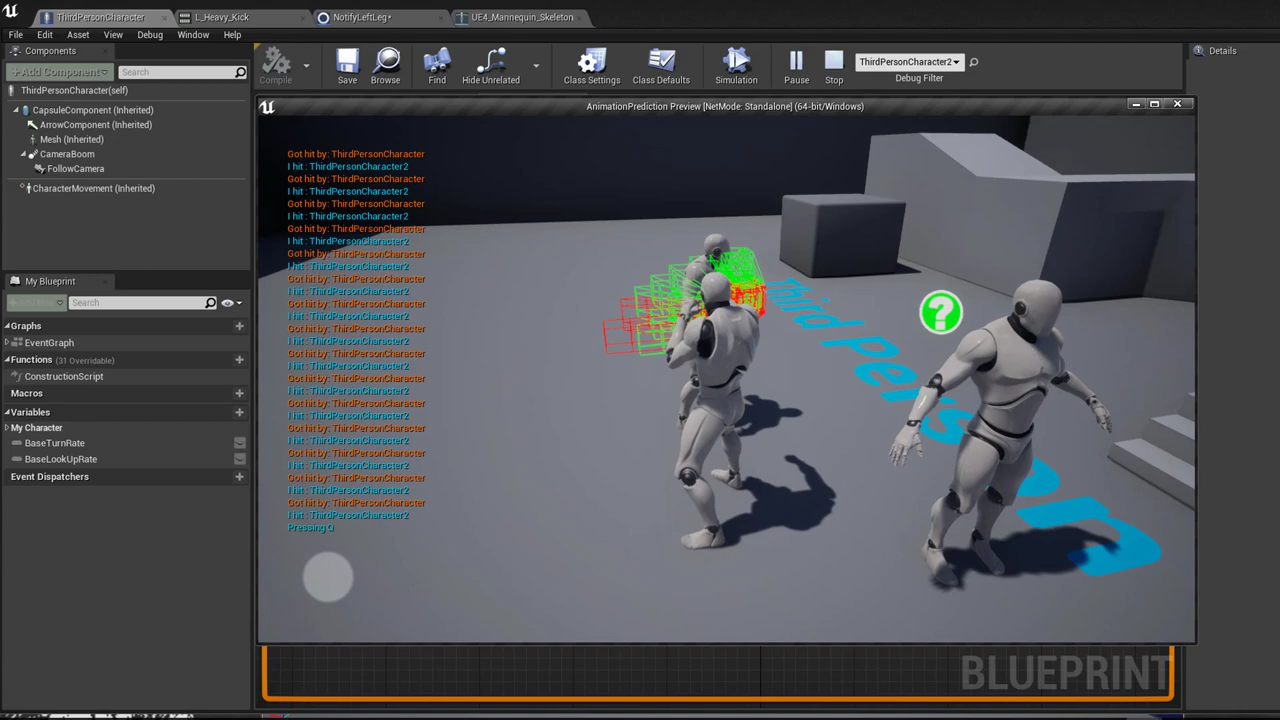 ThirdPersonCharacter
L_Heavy_Kick
NotifyLeftLeg*
UE4_Mannequin_Skeleton
File Edit Asset View Debug Window Help
Components
Details
Add Component
Search
Compile
Save
Browse
Find
Hide Unrelated
Class Settings
Class Defaults
Simulation
Pause
Stop
ThirdPersonCharacter2
Debug Filter
ThirdPersonCharacter(self)
CapsuleComponent (Inherited)
ArrowComponent (Inherited)
Mesh (Inherited)
CameraBoom
FollowCamera
CharacterMovement (Inherited)
AnimationPrediction Preview [NetMode: Standalone] (64-bit/Windows)
Got hit by: ThirdPersonCharacter
I hit : ThirdPersonCharacter2
Got hit by: ThirdPersonCharacter
I hit : ThirdPersonCharacter2
Got hit by: ThirdPersonCharacter
I hit : ThirdPersonCharacter2
Got hit by: ThirdPersonCharacter
I hit : ThirdPersonCharacter2
Got hit by: ThirdPersonCharacter
I hit : ThirdPersonCharacter2
Got hit by: ThirdPersonCharacter
I hit : ThirdPersonCharacter2
Got hit by: ThirdPersonCharacter
I hit : ThirdPersonCharacter2
Got hit by: ThirdPersonCharacter
I hit : ThirdPersonCharacter2
Got hit by: ThirdPersonCharacter
I hit : ThirdPersonCharacter2
Got hit by: ThirdPersonCharacter
I hit : ThirdPersonCharacter2
Got hit by: ThirdPersonCharacter
I hit : ThirdPersonCharacter2
Got hit by: ThirdPersonCharacter
I hit : ThirdPersonCharacter2
Got hit by: ThirdPersonCharacter
I hit : ThirdPersonCharacter2
Got hit by: ThirdPersonCharacter
I hit : ThirdPersonCharacter2
Got hit by: ThirdPersonCharacter
I hit : ThirdPersonCharacter2
Pressing Q
?
Third Person
My Blueprint
Search
Graphs
EventGraph
Functions (31 Overridable)
ConstructionScript
Macros
Variables
My Character
BaseTurnRate
BaseLookUpRate
Event Dispatchers
BLUEPRINT